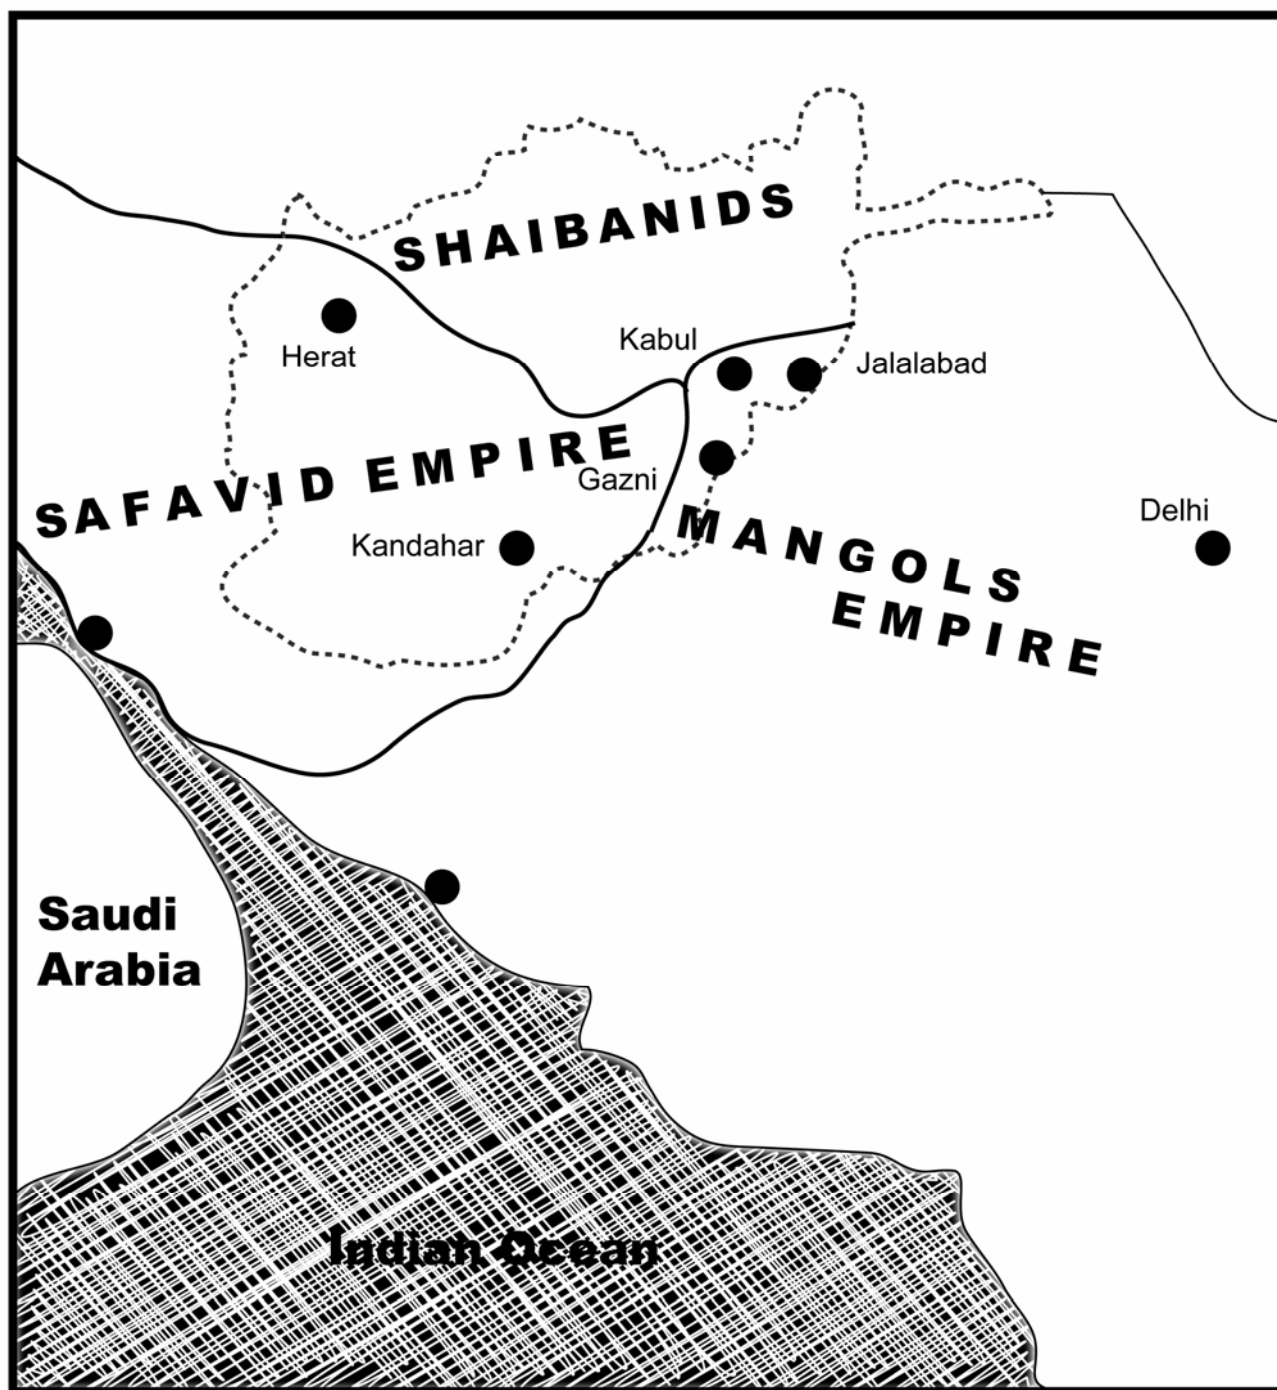 SHAIBANIDS
Kabul
Herat
Jalalabad
SAFAVID EMPIRE
Gazni
Kandahar
MANGOLS
EMPIRE
Delhi
Saudi
Arabia
Indian Ocean